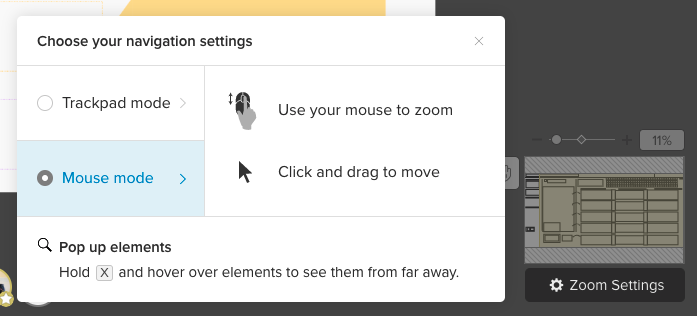 Choose your navigation settings
Trackpad mode
Use your mouse to zoom
Mouse mode
Click and drag to move
Pop up elements
Hold X and hover over elements to see them from far away.
11%
Zoom Settings